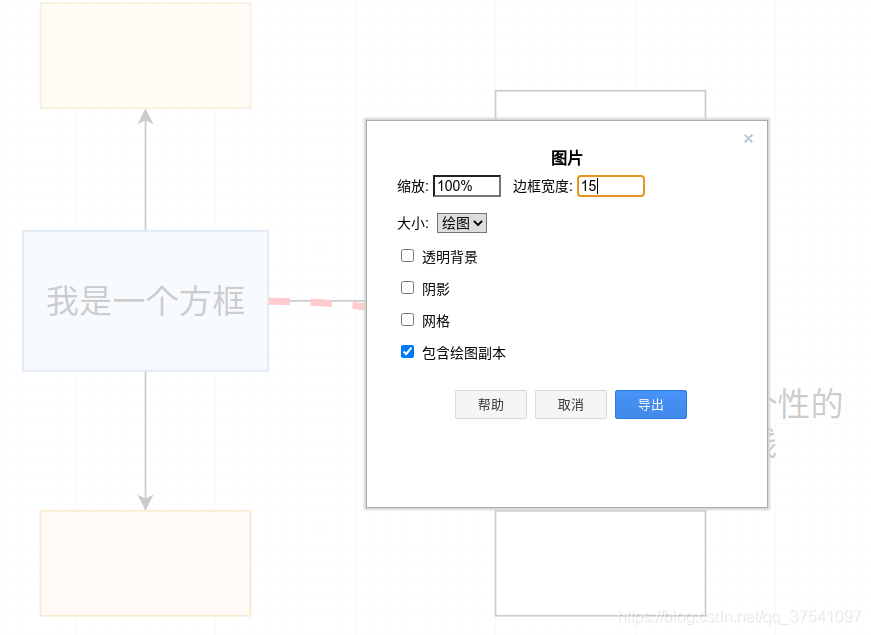 ×
图片
缩放: 100% 边框宽度: 15
大小: 绘图
透明背景
阴影
网格
包含绘图副本
帮助 取消 导出
我是一个方框
性的
https://blog.csdn.net/qq_37541097